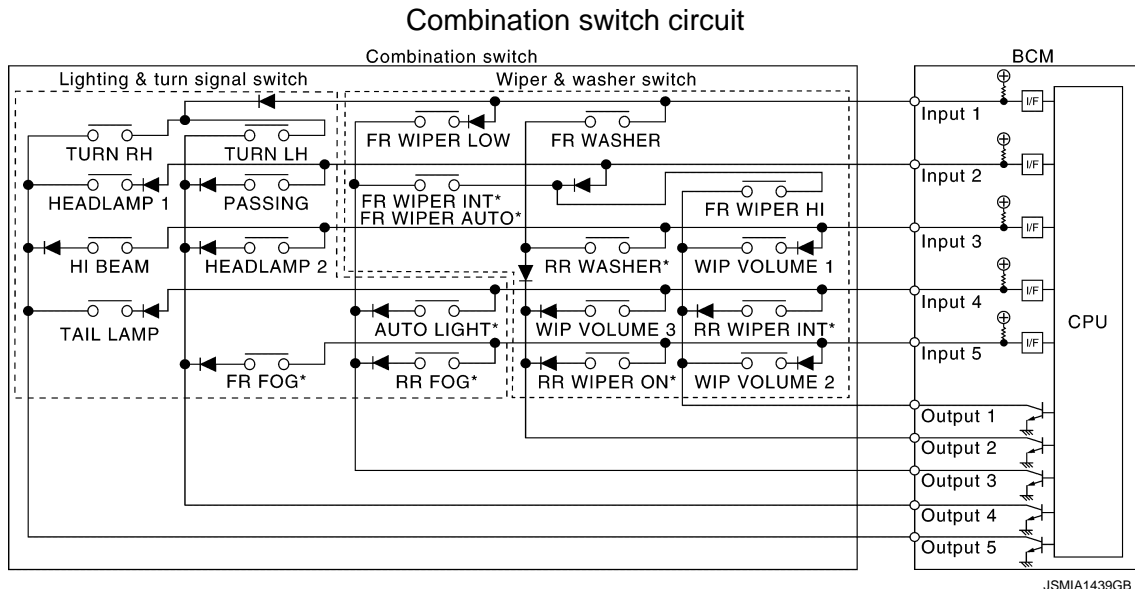 Combination switch circuit
Combination switch
BCM
Lighting & turn signal switch
Wiper & washer switch
Input 1
I/F
TURN RH
TURN LH
FR WIPER LOW
FR WASHER
Input 2
I/F
HEADLAMP 1
PASSING
FR WIPER INT*
FR WIPER AUTO*
FR WIPER HI
Input 3
I/F
HI BEAM
HEADLAMP 2
RR WASHER*
WIP VOLUME 1
Input 4
I/F
TAIL LAMP
AUTO LIGHT*
WIP VOLUME 3
RR WIPER INT*
CPU
Input 5
I/F
FR FOG*
RR FOG*
RR WIPER ON*
WIP VOLUME 2
Output 1
Output 2
Output 3
Output 4
Output 5
JSMIA1439GB